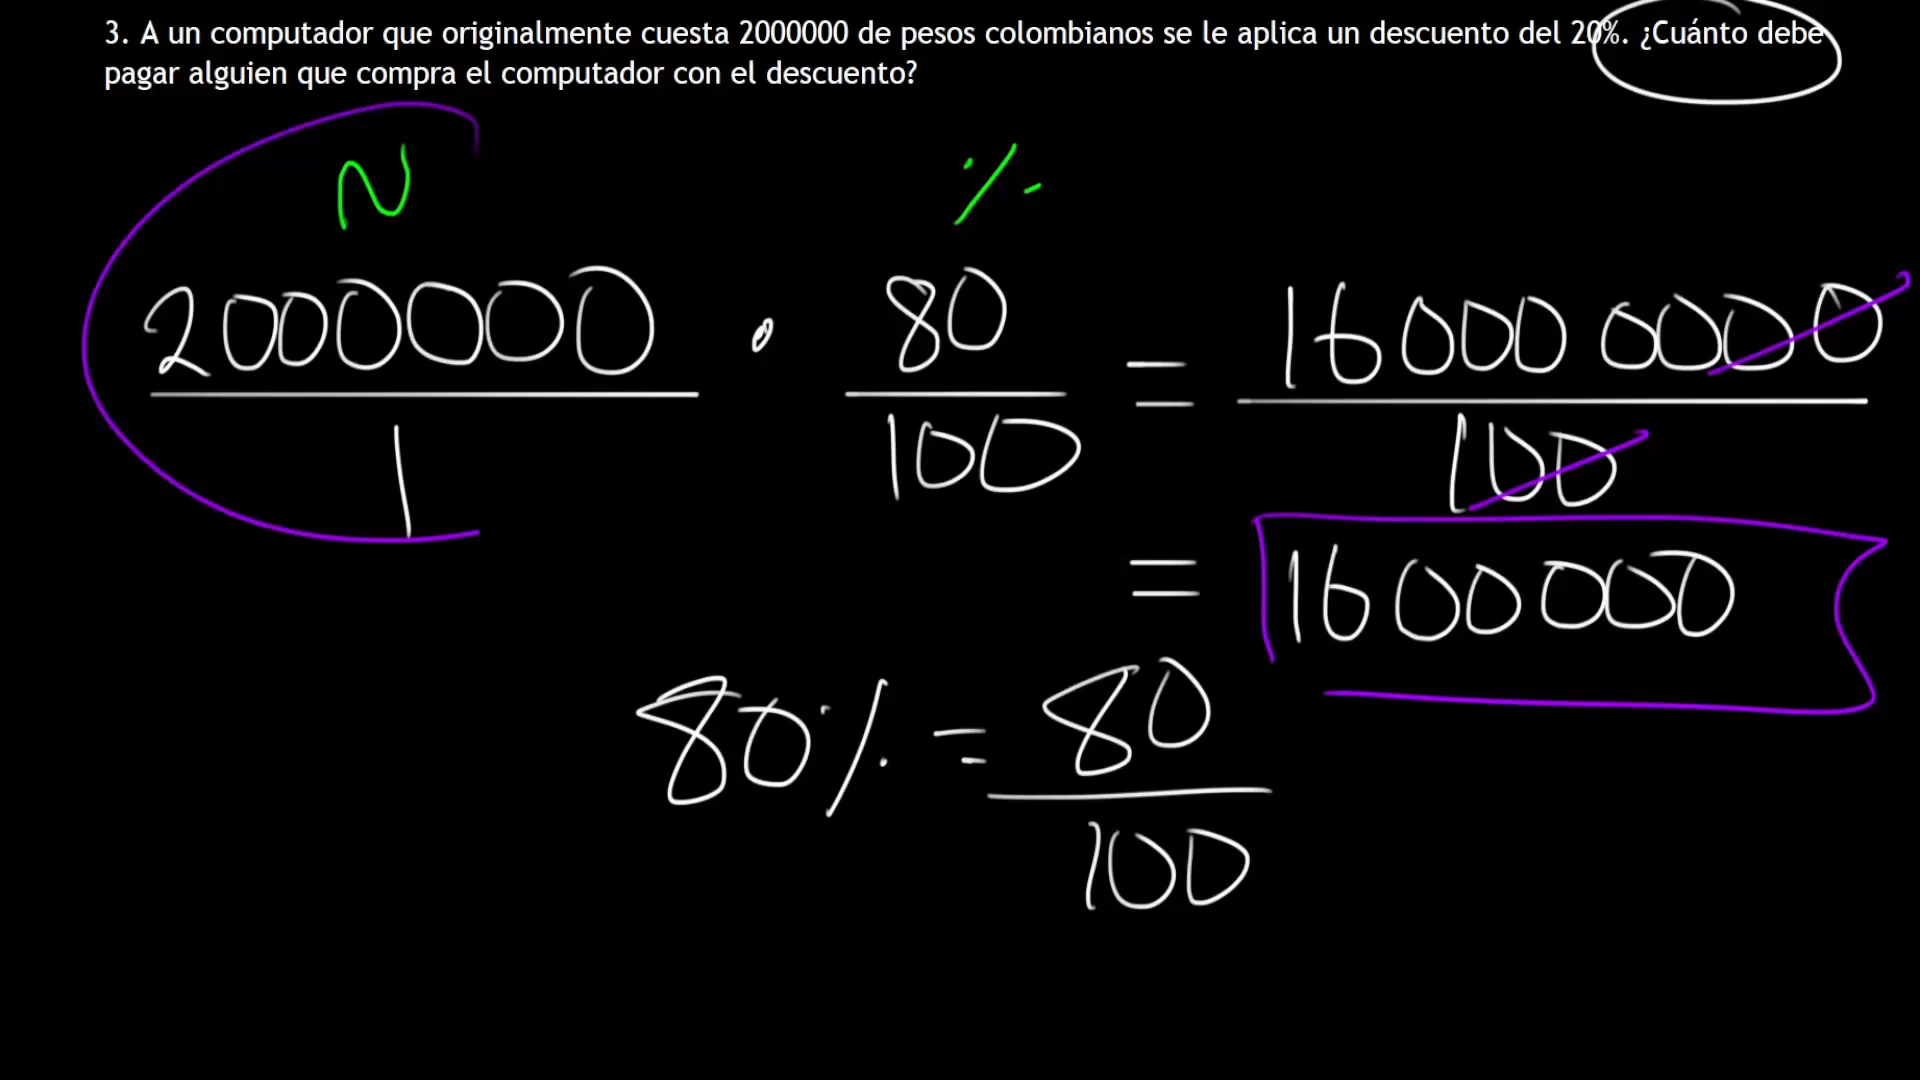 3. A un computador que originalmente cuesta 2000000 de pesos colombianos se le aplica un descuento del 20%. ¿Cuánto debe
pagar alguien que compra el computador con el descuento?
N %
2000000 . 80 = 160000000
1 100 100
= 1600000
80% = 80
100